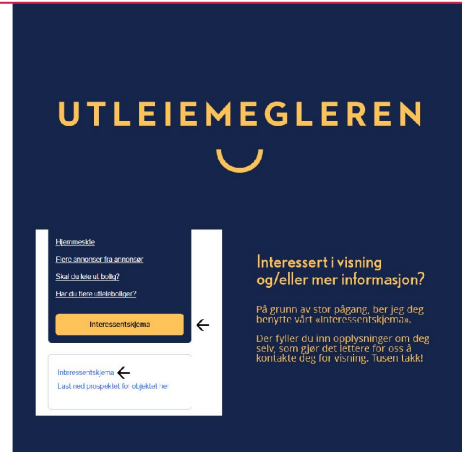 UTLEIEMEGLEREN
Hjemmeside
Flere annonser fra annonsør
Skal du leie ut bolig?
Har du flere utleieboliger?
Interessentskjema
Interessentskjema
Last ned prospektet for objektet her
Interessert i visning
og/eller mer informasjon?
På grunn av stor pågang, ber jeg deg
benytte vårt «Interessentskjema».
Der fyller du inn opplysninger om deg
selv, som gjør det lettere for oss å
kontakte deg for visning. Tusen takk!